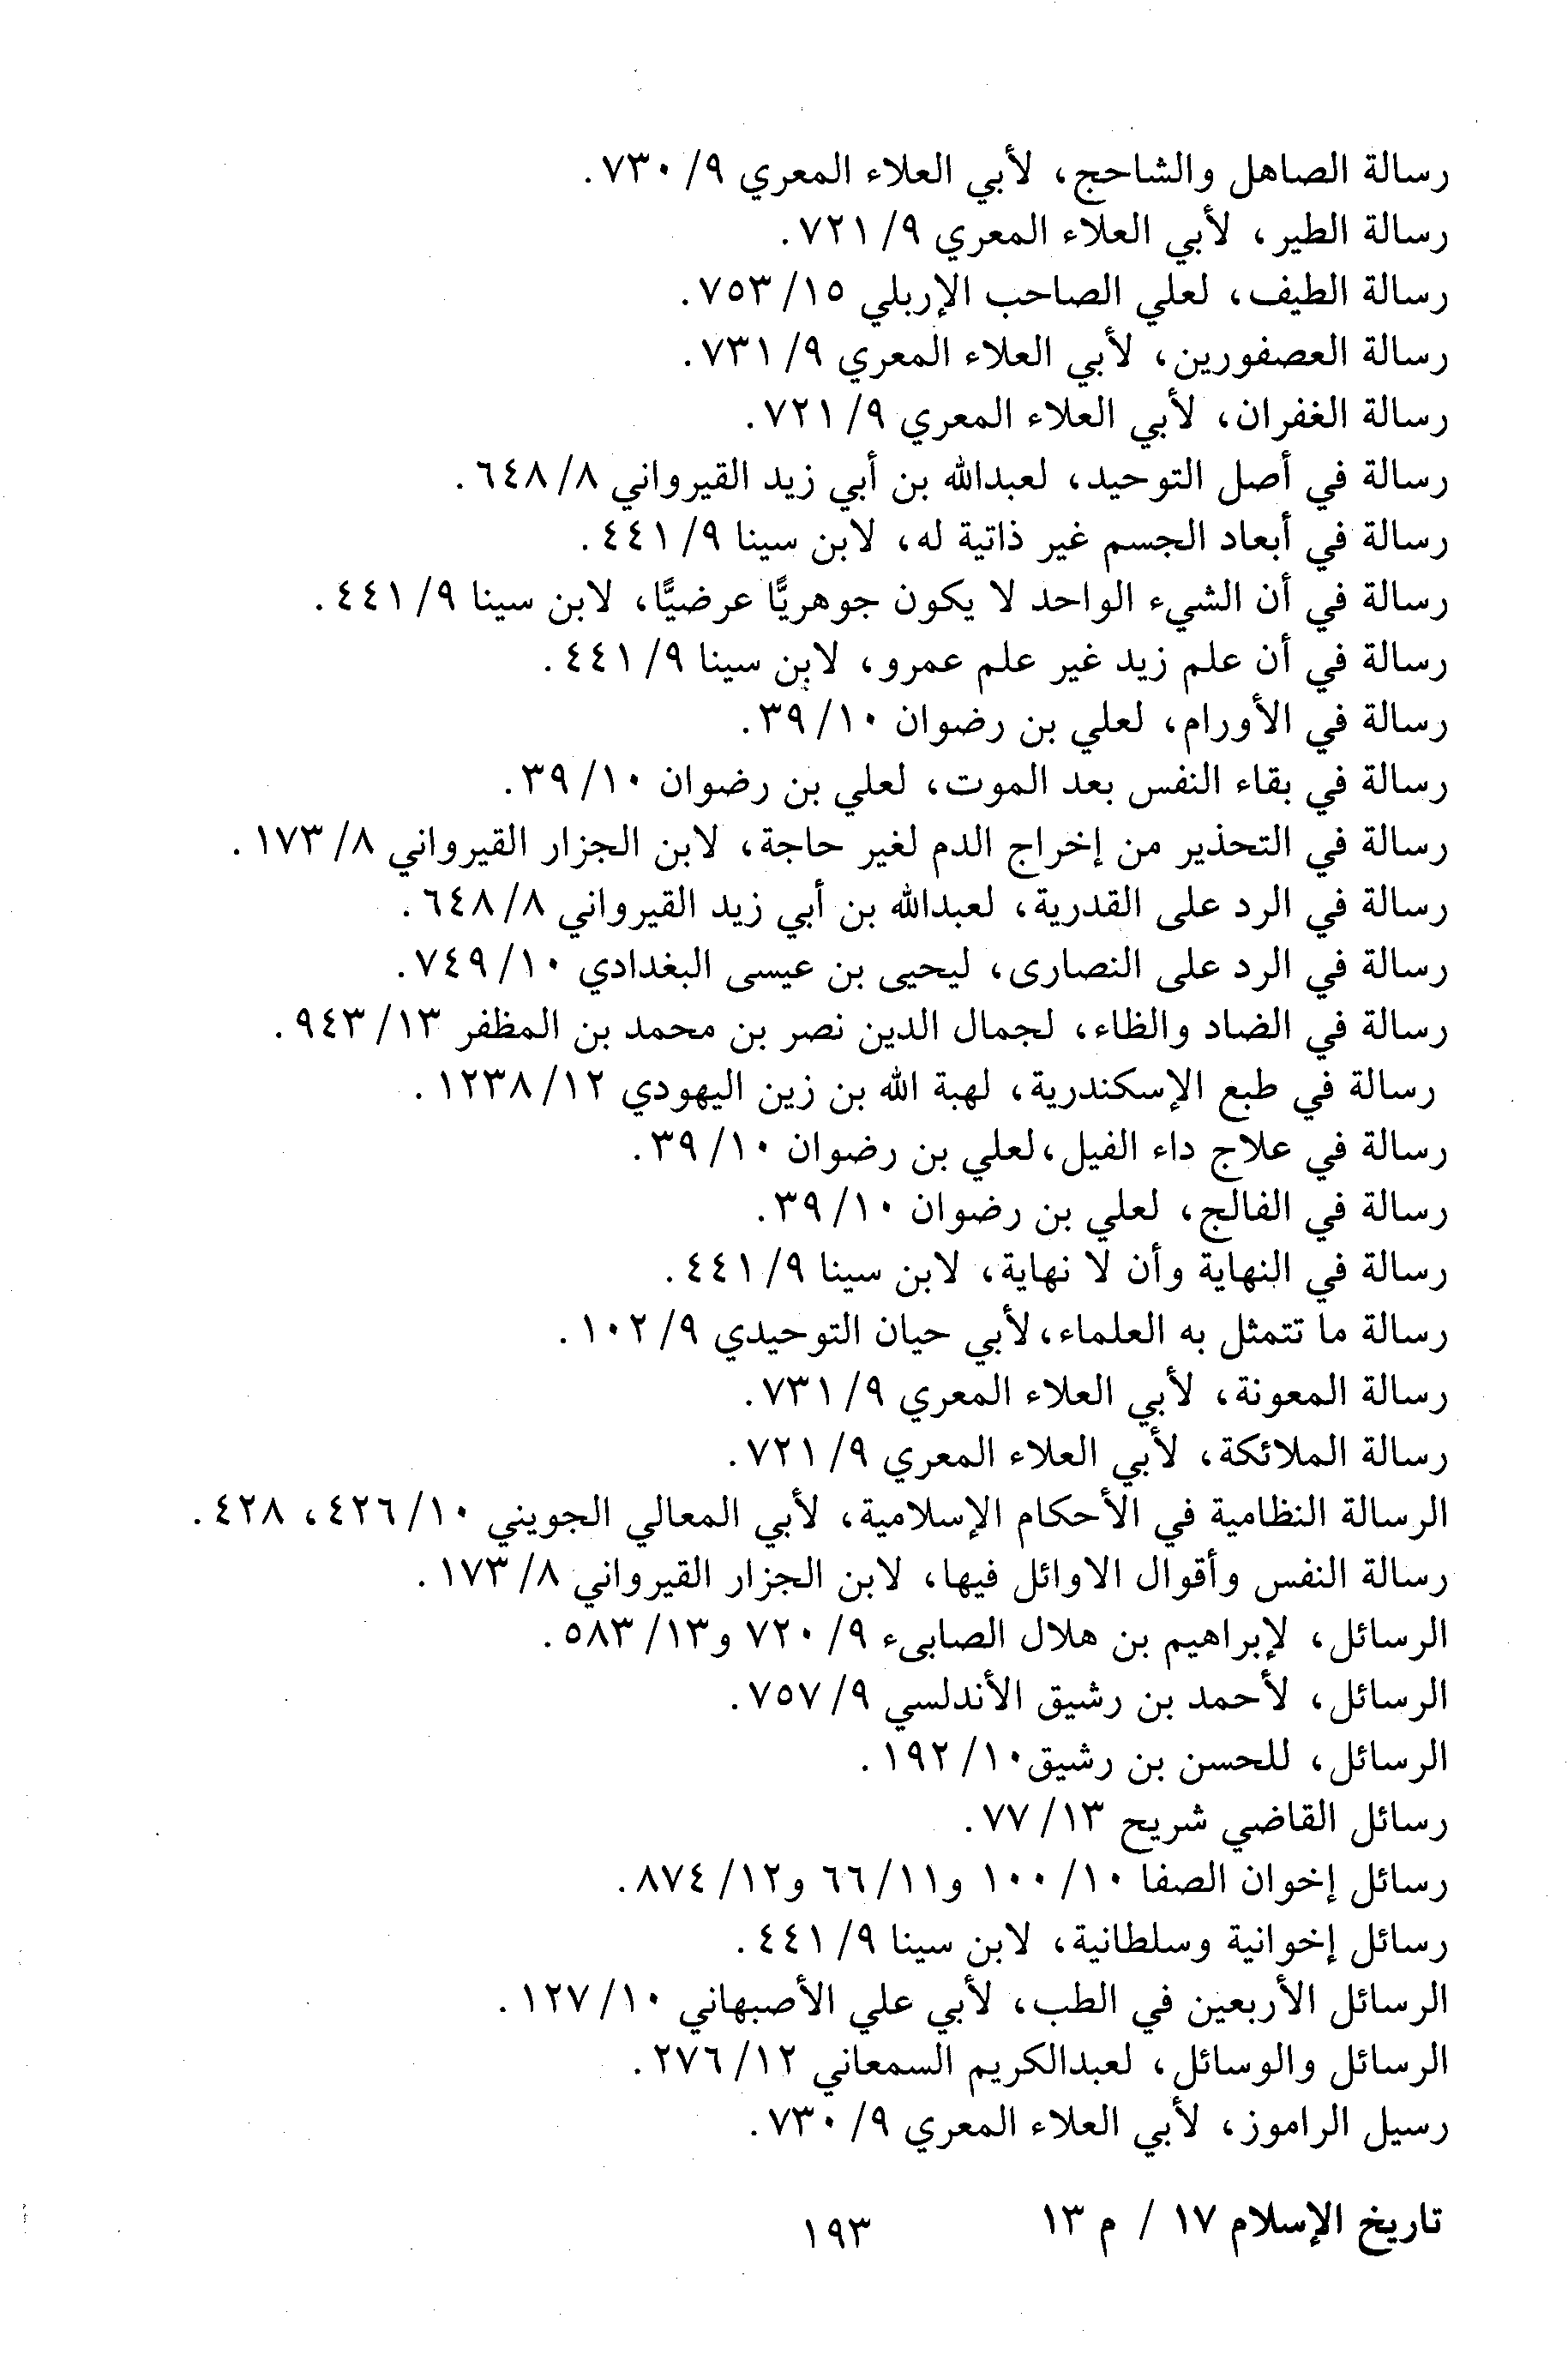 رسالة الصاهل والشاحج، لأبي العلاء المعري ٩/ ٧٣٠.
رسالة الطير، لأبي العلاء المعري ٩/ ٧٢١.
رسالة الطيف، لعلي الصاحب الإربلي ١٥/ ٧٥٣.
رسالة العصفورين، لأبي العلاء المعري ٩/ ٧٣١.
رسالة الغفران، لأبي العلاء المعري ٩/ ٧٢١.
رسالة في أصل التوحيد، لعبدالله بن أبي زيد القيرواني ٨/ ٦٤٨.
رسالة في أبعاد الجسم غير ذاتية له، لابن سينا ٩/ ٤٤١.
رسالة في أن الشيء الواحد لا يكون جوهريًّا عرضيًّا، لابن سينا ٩/ ٤٤١.
رسالة في أن علم زيد غير علم عمرو، لابن سينا ٩/ ٤٤١.
رسالة في الأورام، لعلي بن رضوان ١٠/ ٣٩.
رسالة في بقاء النفس بعد الموت، لعلي بن رضوان ١٠/ ٣٩.
رسالة في التحذير من إخراج الدم لغير حاجة، لابن الجزار القيرواني ٨/ ١٧٣.
رسالة في الرد على القدرية، لعبدالله بن أبي زيد القيرواني ٨/ ٦٤٨.
رسالة في الرد على النصارى، ليحيى بن عيسى البغدادي ١٠/ ٧٤٩.
رسالة في الضاد والظاء، لجمال الدين نصر بن محمد بن المظفر ١٣/ ٩٤٣.
رسالة في طبع الإسكندرية، لهبة الله بن زين اليهودي ١٢/ ١٢٣٨.
رسالة في علاج داء الفيل،لعلي بن رضوان ١٠/ ٣٩.
رسالة في الفالج، لعلي بن رضوان ١٠/ ٣٩.
رسالة في النهاية وأن لا نهاية، لابن سينا ٩/ ٤٤١.
رسالة ما تتمثل به العلماء،لأبي حيان التوحيدي ٩/ ١٠٢.
رسالة المعونة، لأبي العلاء المعري ٩/ ٧٣١.
رسالة الملائكة، لأبي العلاء المعري ٩/ ٧٢١.
الرسالة النظامية في الأحكام الإسلامية، لأبي المعالي الجويني ١٠/ ٤٢٦، ٤٢٨.
رسالة النفس وأقوال الاوائل فيها، لابن الجزار القيرواني ٨/ ١٧٣.
الرسائل، لإبراهيم بن هلال الصابىء ٩/ ٧٢٠ و١٣/ ٥٨٣.
الرسائل، لأحمد بن رشيق الأندلسي ٩/ ٧٥٧.
الرسائل، للحسن بن رشيق١٠/ ١٩٢.
رسائل القاضي شريح ١٣/ ٧٧.
رسائل إخوان الصفا ١٠/ ١٠٠ و١١/ ٦٦ و١٢/ ٨٧٤.
رسائل إخوانية وسلطانية، لابن سينا ٩/ ٤٤١.
الرسائل الأربعين في الطب، لأبي علي الأصبهاني ١٠/ ١٢٧.
الرسائل والوسائل، لعبدالكريم السمعاني ١٢/ ٢٧٦.
رسيل الراموز، لأبي العلاء المعري ٩/ ٧٣٠.
تاريخ الإسلام ١٧ / م ١٣
١٩٣